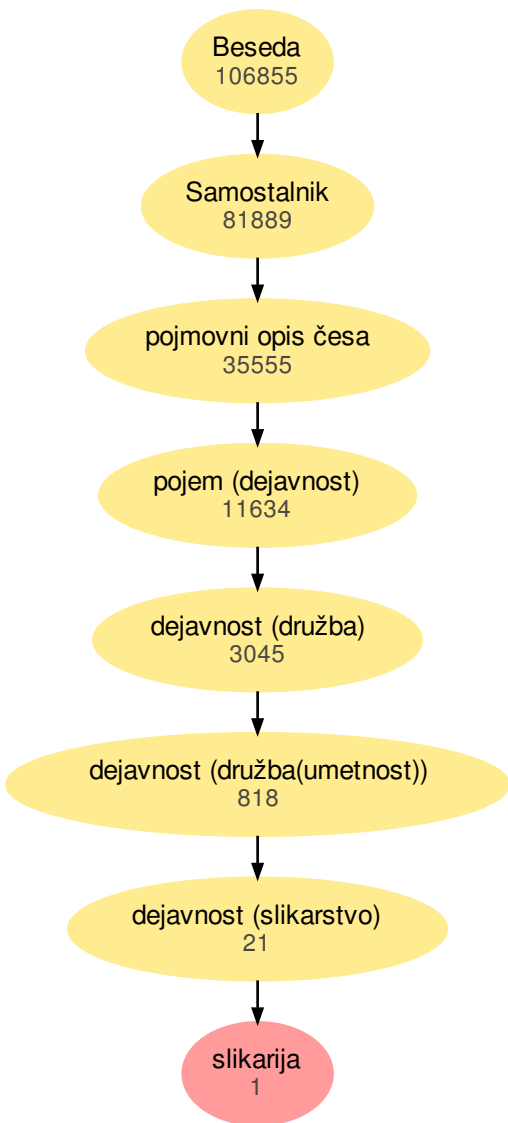 Beseda
106855
Samostalnik
81889
pojmovni opis česa
35555
pojem (dejavnost)
11634
dejavnost (družba)
3045
dejavnost (družba(umetnost))
818
dejavnost (slikarstvo)
21
slikarija
1